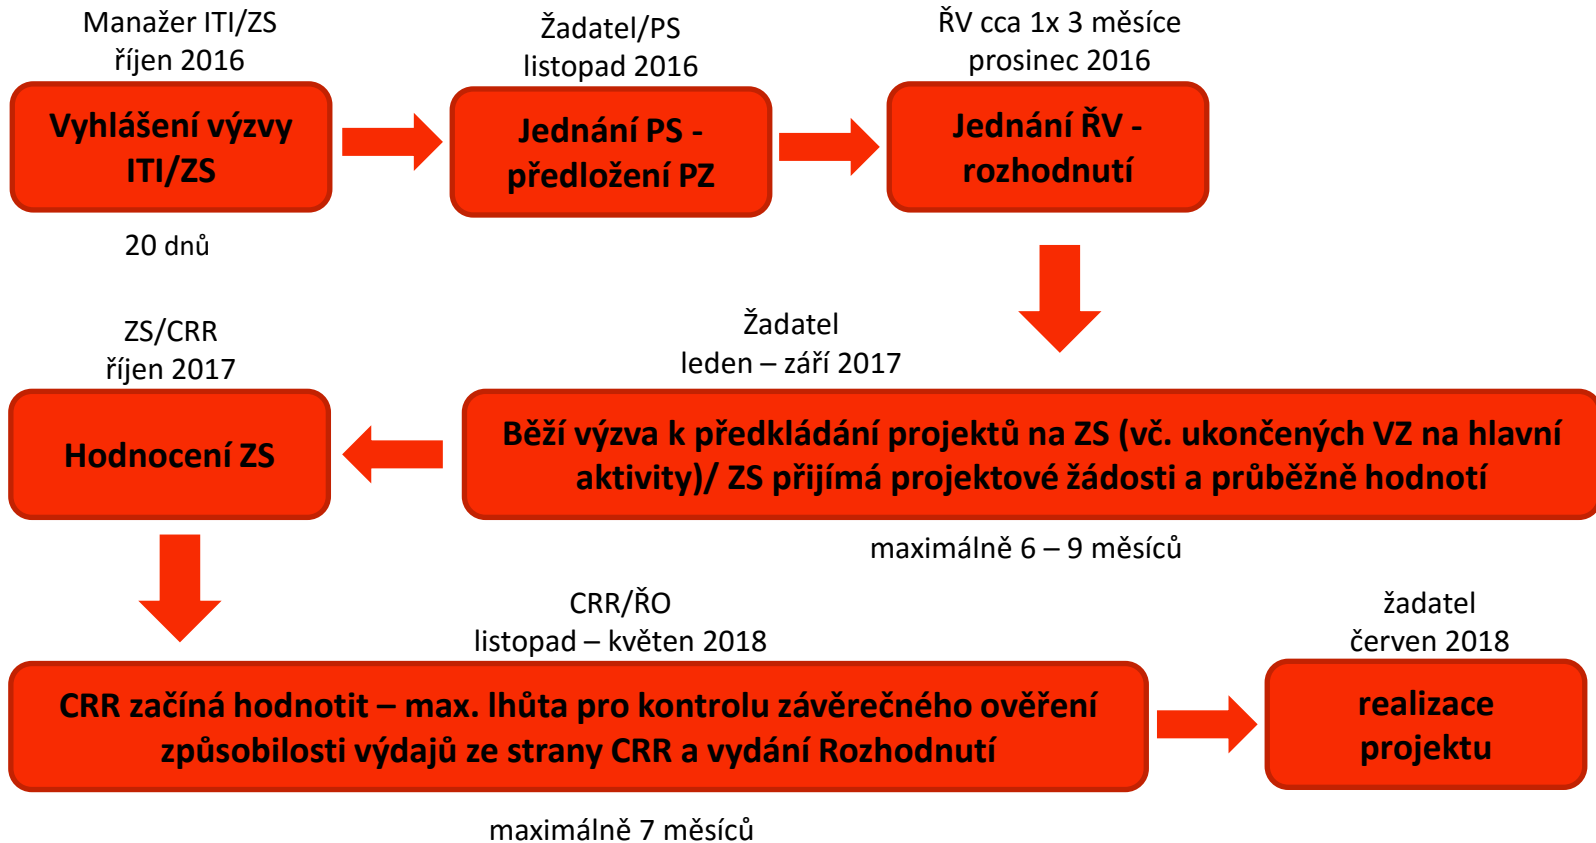 Manažer ITI/ZS
říjen 2016
Vyhlášení výzvy
ITI/ZS
20 dnů
Žadatel/PS
listopad 2016
Jednání PS -
předložení PZ
ŘV cca 1x 3 měsíce
prosinec 2016
Jednání ŘV -
rozhodnutí
Žadatel
leden – září 2017
Běží výzva k předkládání projektů na ZS (vč. ukončených VZ na hlavní
aktivity)/ ZS přijímá projektové žádosti a průběžně hodnotí
maximálně 6 – 9 měsíců
ZS/CRR
říjen 2017
Hodnocení ZS
CRR/ŘO
listopad – květen 2018
CRR začíná hodnotit – max. lhůta pro kontrolu závěrečného ověření
způsobilosti výdajů ze strany CRR a vydání Rozhodnutí
maximálně 7 měsíců
žadatel
červen 2018
realizace
projektu